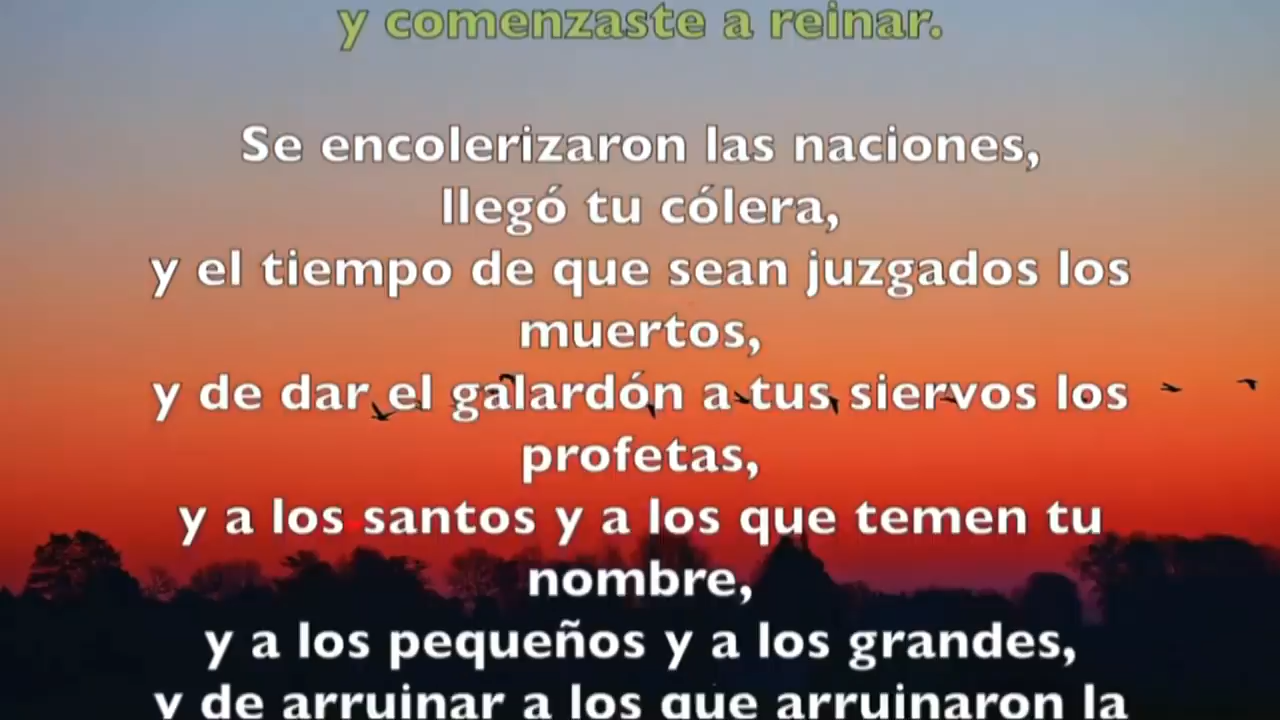 y comenzaste a reinar.
Se encolerizaron las naciones,
llegó tu cólera,
y el tiempo de que sean juzgados los
muertos,
y de dar el galardón a tus siervos los
profetas,
y a los santos y a los que temen tu
nombre,
y a los pequeños y a los grandes,
y de arruinar a los que arruinaron la